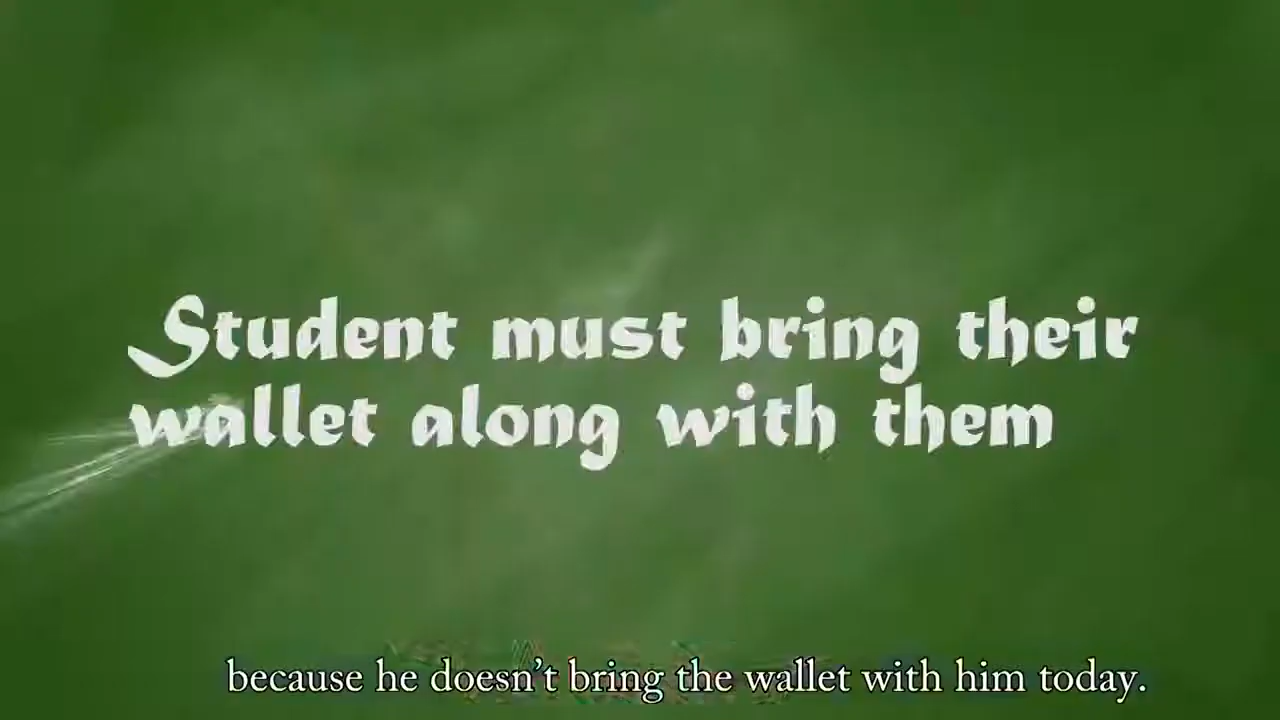 Student must bring their
wallet along with them
because he doesn't bring the wallet with him today.